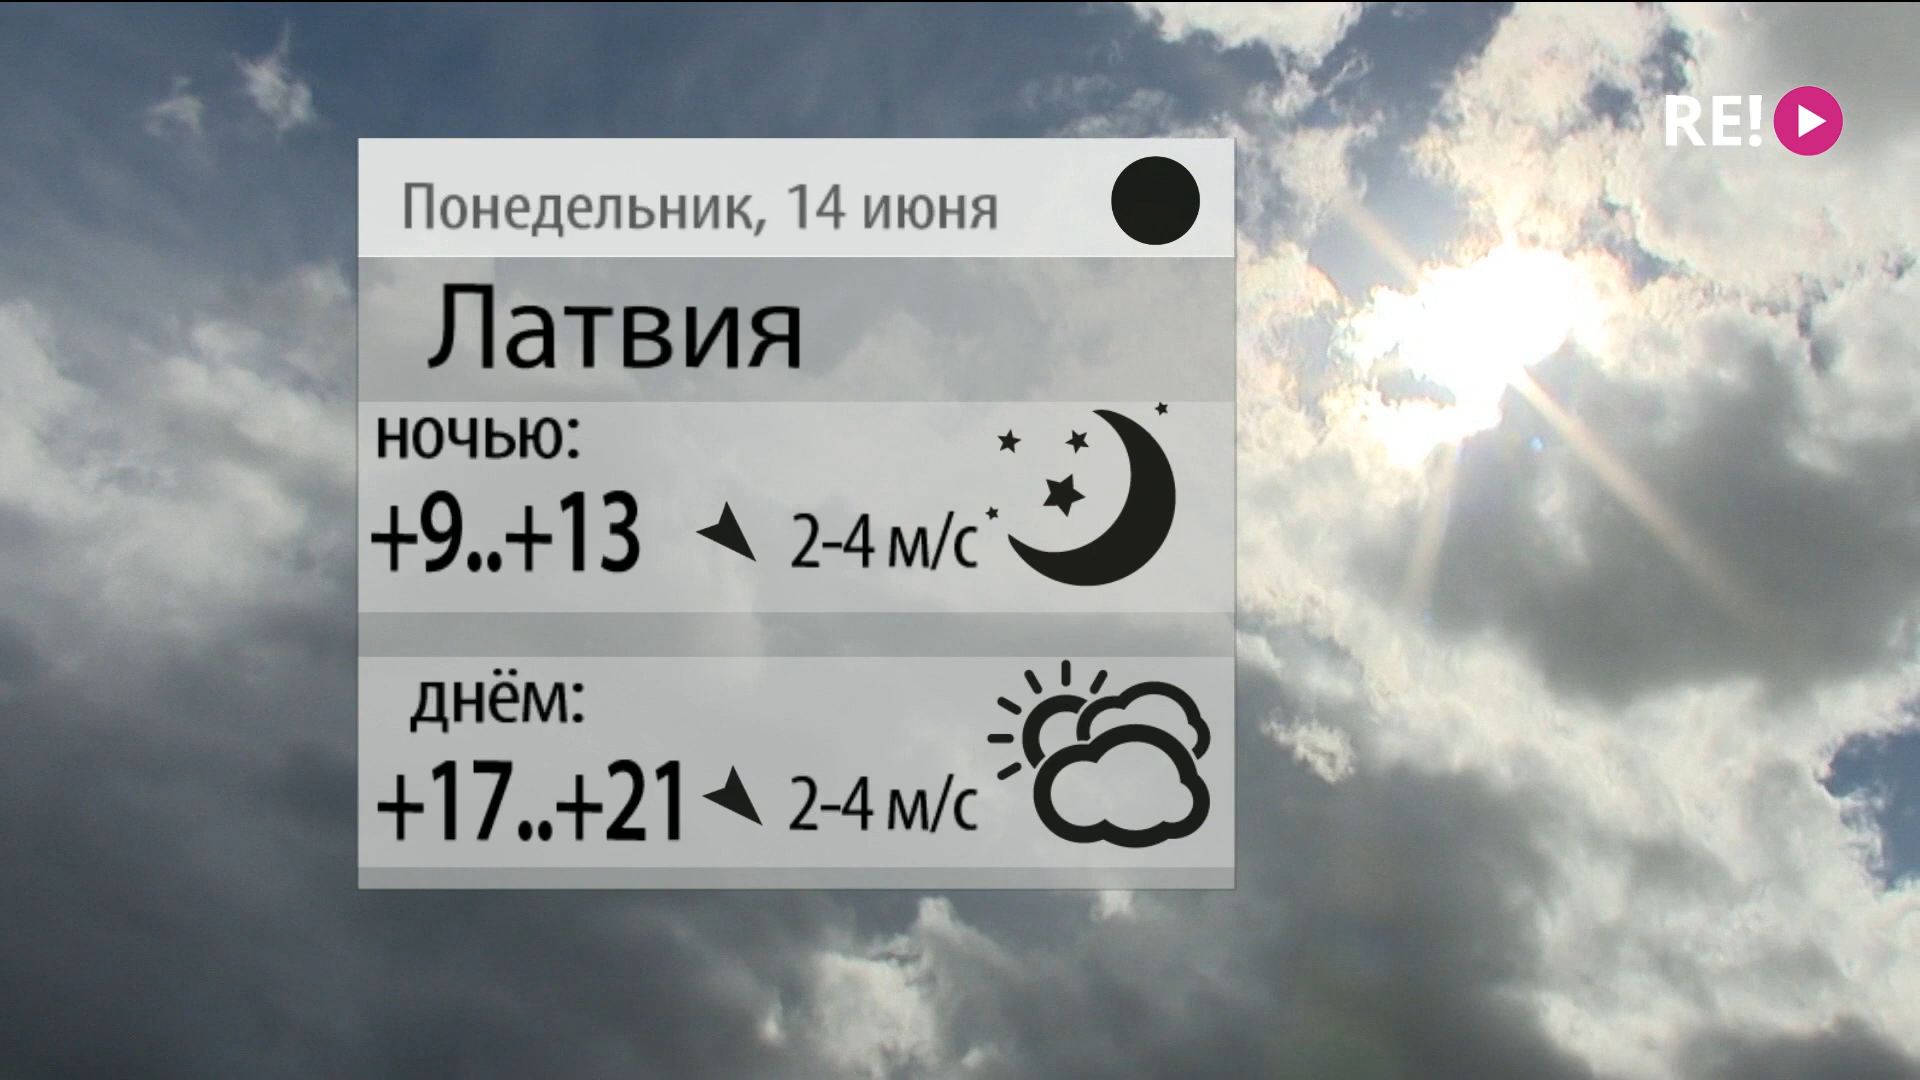 RE!
Понедельник, 14 июня
Латвия
ночью:
+9..+13 2-4 м/с
днём:
+17..+21 2-4 м/с